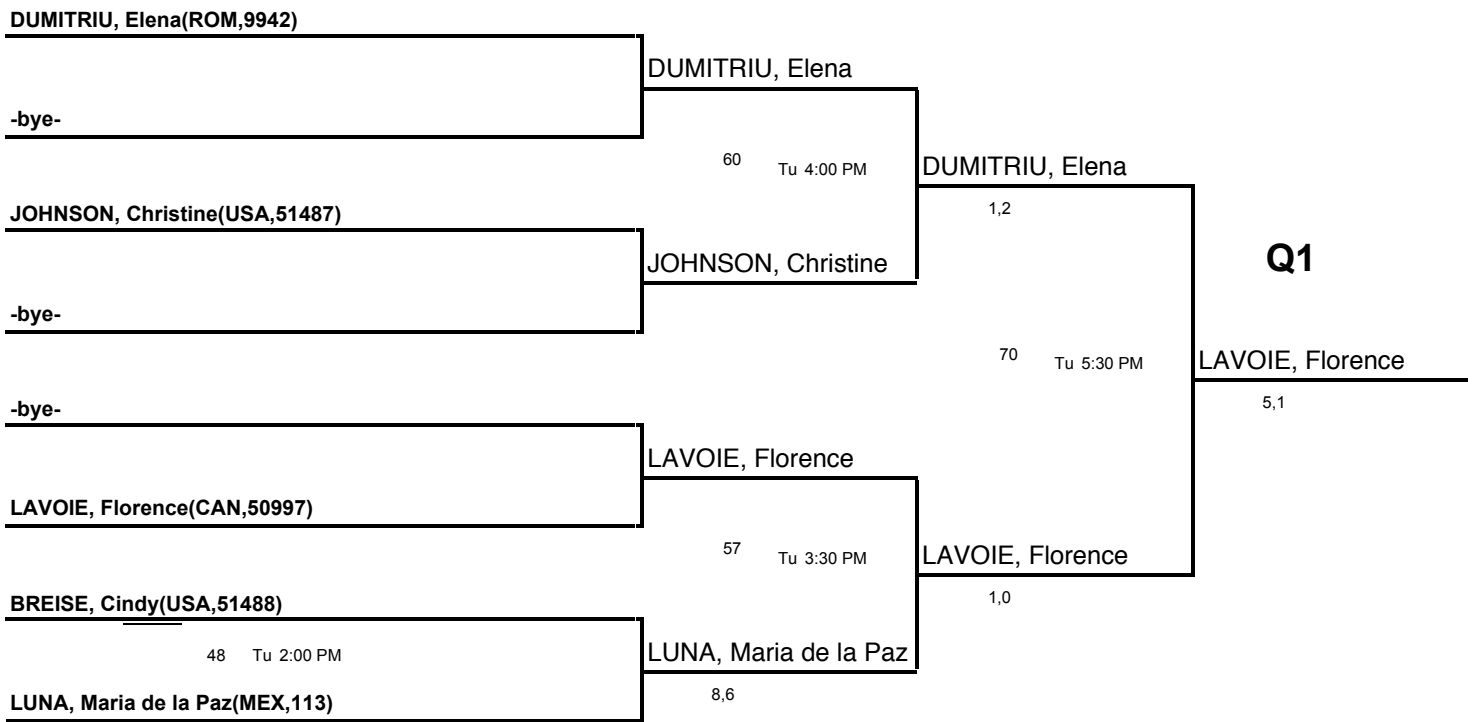 DUMITRIU, Elena(ROM,9942)
DUMITRIU, Elena
-bye-
60 Tu 4:00 PM
DUMITRIU, Elena
1,2
JOHNSON, Christine(USA,51487)
JOHNSON, Christine
Q1
-bye-
70 Tu 5:30 PM
LAVOIE, Florence
5,1
-bye-
LAVOIE, Florence
LAVOIE, Florence(CAN,50997)
57 Tu 3:30 PM
LAVOIE, Florence
1,0
BREISE, Cindy(USA,51488)
48 Tu 2:00 PM
LUNA, Maria de la Paz
8,6
LUNA, Maria de la Paz(MEX,113)